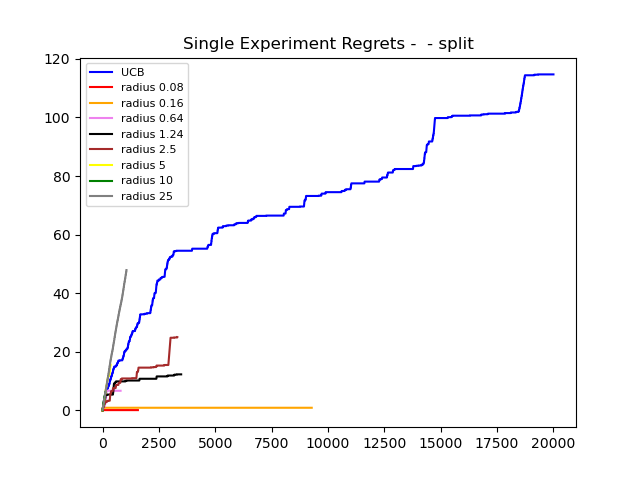 Single Experiment Regrets -  - split
120
100
80
60
40
20
0
UCB
radius 0.08
radius 0.16
radius 0.64
radius 1.24
radius 2.5
radius 5
radius 10
radius 25
0 2500 5000 7500 10000 12500 15000 17500 20000